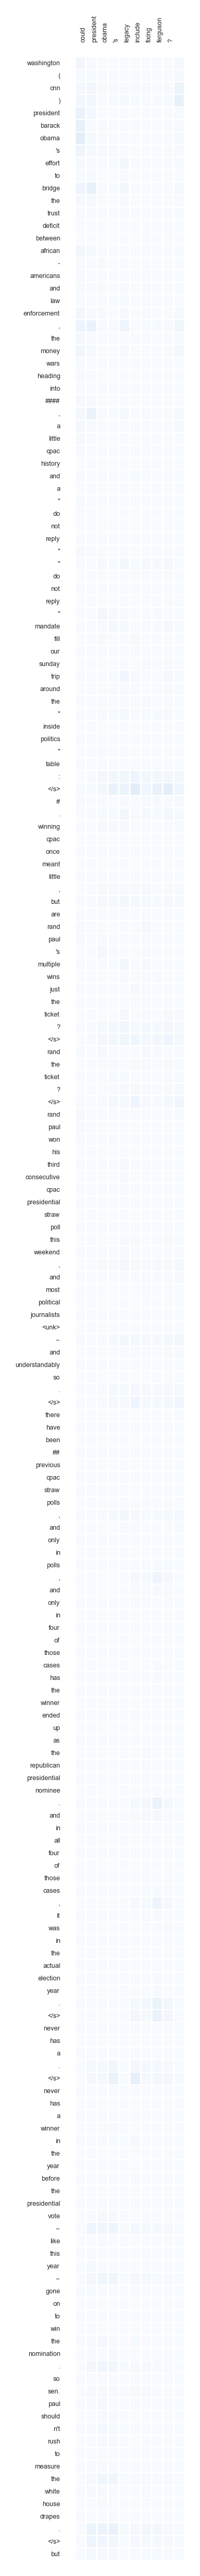 could
president
obama
's
legacy
include
fixing
ferguson
?
washington
(
cnn
)
president
barack
obama
's
effort
to
bridge
the
trust
deficit
between
african
-
americans
and
law
enforcement
,
the
money
wars
heading
into
####
,
a
little
cpac
history
and
a
"
do
not
reply
"
"
do
not
reply
"
mandate
fill
our
sunday
trip
around
the
"
inside
politics
"
table
:
</s>
#
.
winning
cpac
once
meant
little
,
but
are
rand
paul
's
multiple
wins
just
the
ticket
?
</s>
rand
the
ticket
?
</s>
rand
paul
won
his
third
consecutive
cpac
presidential
straw
poll
this
weekend
,
and
most
political
journalists
<unk>
--
and
understandably
so
.
</s>
there
have
been
##
previous
cpac
straw
polls
,
and
only
in
polls
,
and
only
in
four
of
those
cases
has
the
winner
ended
up
as
the
republican
presidential
nominee
.
and
in
all
four
of
those
cases
,
it
was
in
the
actual
election
year
.
</s>
never
has
a
.
</s>
never
has
a
winner
in
the
year
before
the
presidential
vote
--
like
this
year
--
gone
on
to
win
the
nomination
.
so
sen.
paul
should
n't
rush
to
measure
the
white
house
drapes
.
</s>
but